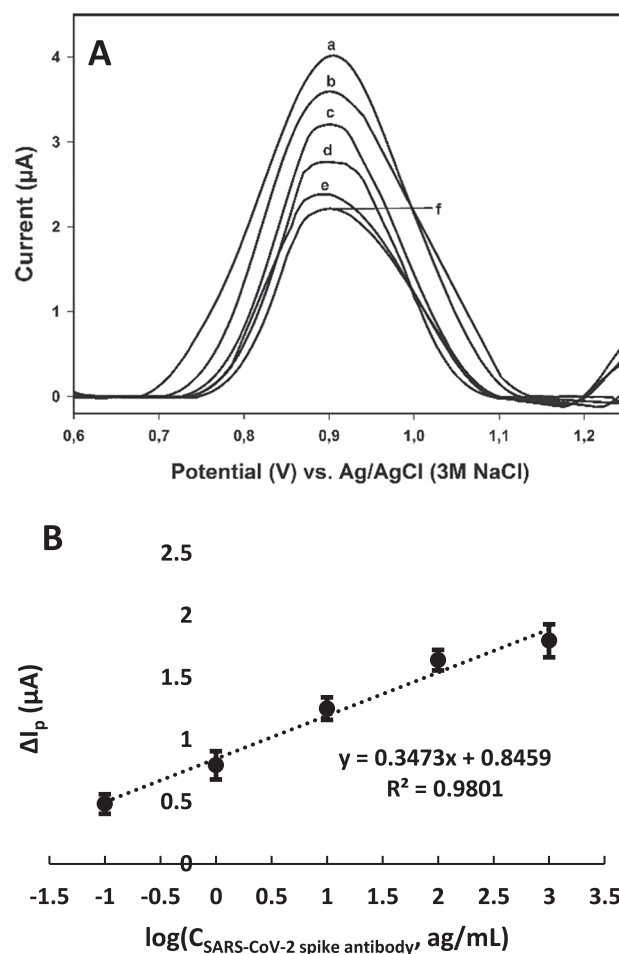 A
a
b
c
d
e
f
4
3
2
1
0
Current (µA)
0,6 0,7 0,8 0,9 1,0 1,1 1,2
Potential (V) vs. Ag/AgCl (3M NaCl)
B
2.5
2
1.5
1
0.5
0
ΔIp (µA)
y = 0.3473x + 0.8459
R² = 0.9801
-1.5 -1 -0.5 0 0.5 1 1.5 2 2.5 3 3.5
log(CSARS-CoV-2 spike antibody, ag/mL)